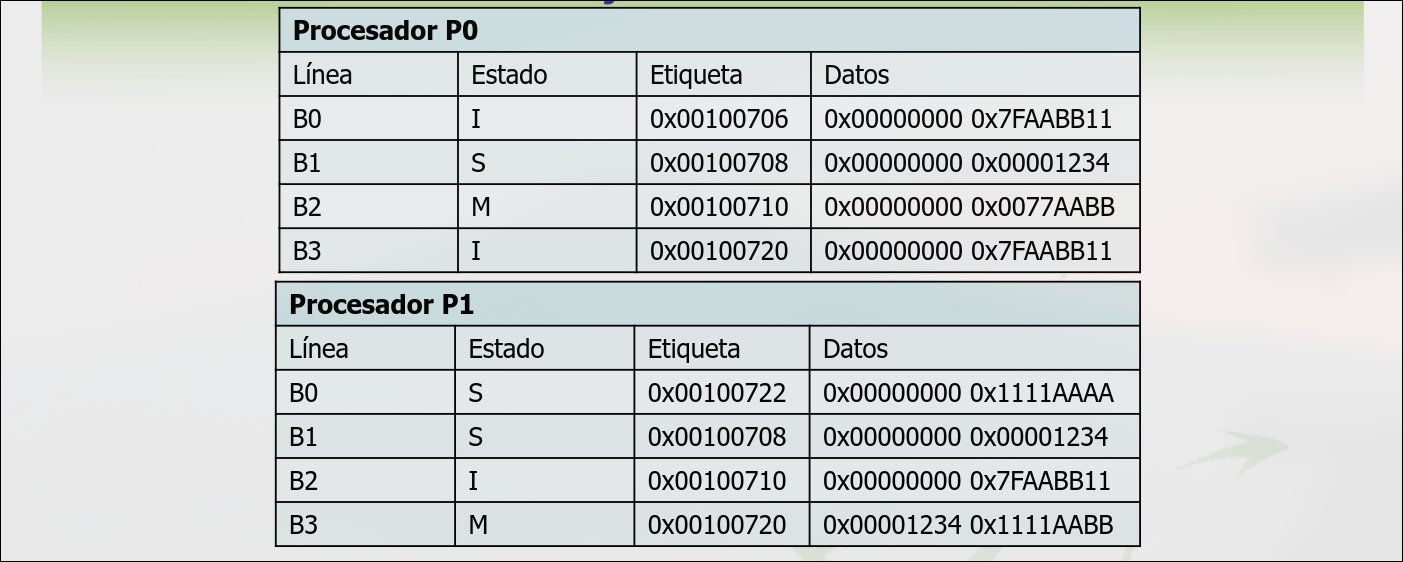 Procesador P0
Línea Estado Etiqueta Datos
B0 I 0x00100706 0x00000000 0x7FAABB11
B1 S 0x00100708 0x00000000 0x00001234
B2 M 0x00100710 0x00000000 0x0077AABB
B3 I 0x00100720 0x00000000 0x7FAABB11
Procesador P1
Línea Estado Etiqueta Datos
B0 S 0x00100722 0x00000000 0x1111AAAA
B1 S 0x00100708 0x00000000 0x00001234
B2 I 0x00100710 0x00000000 0x7FAABB11
B3 M 0x00100720 0x00001234 0x1111AABB